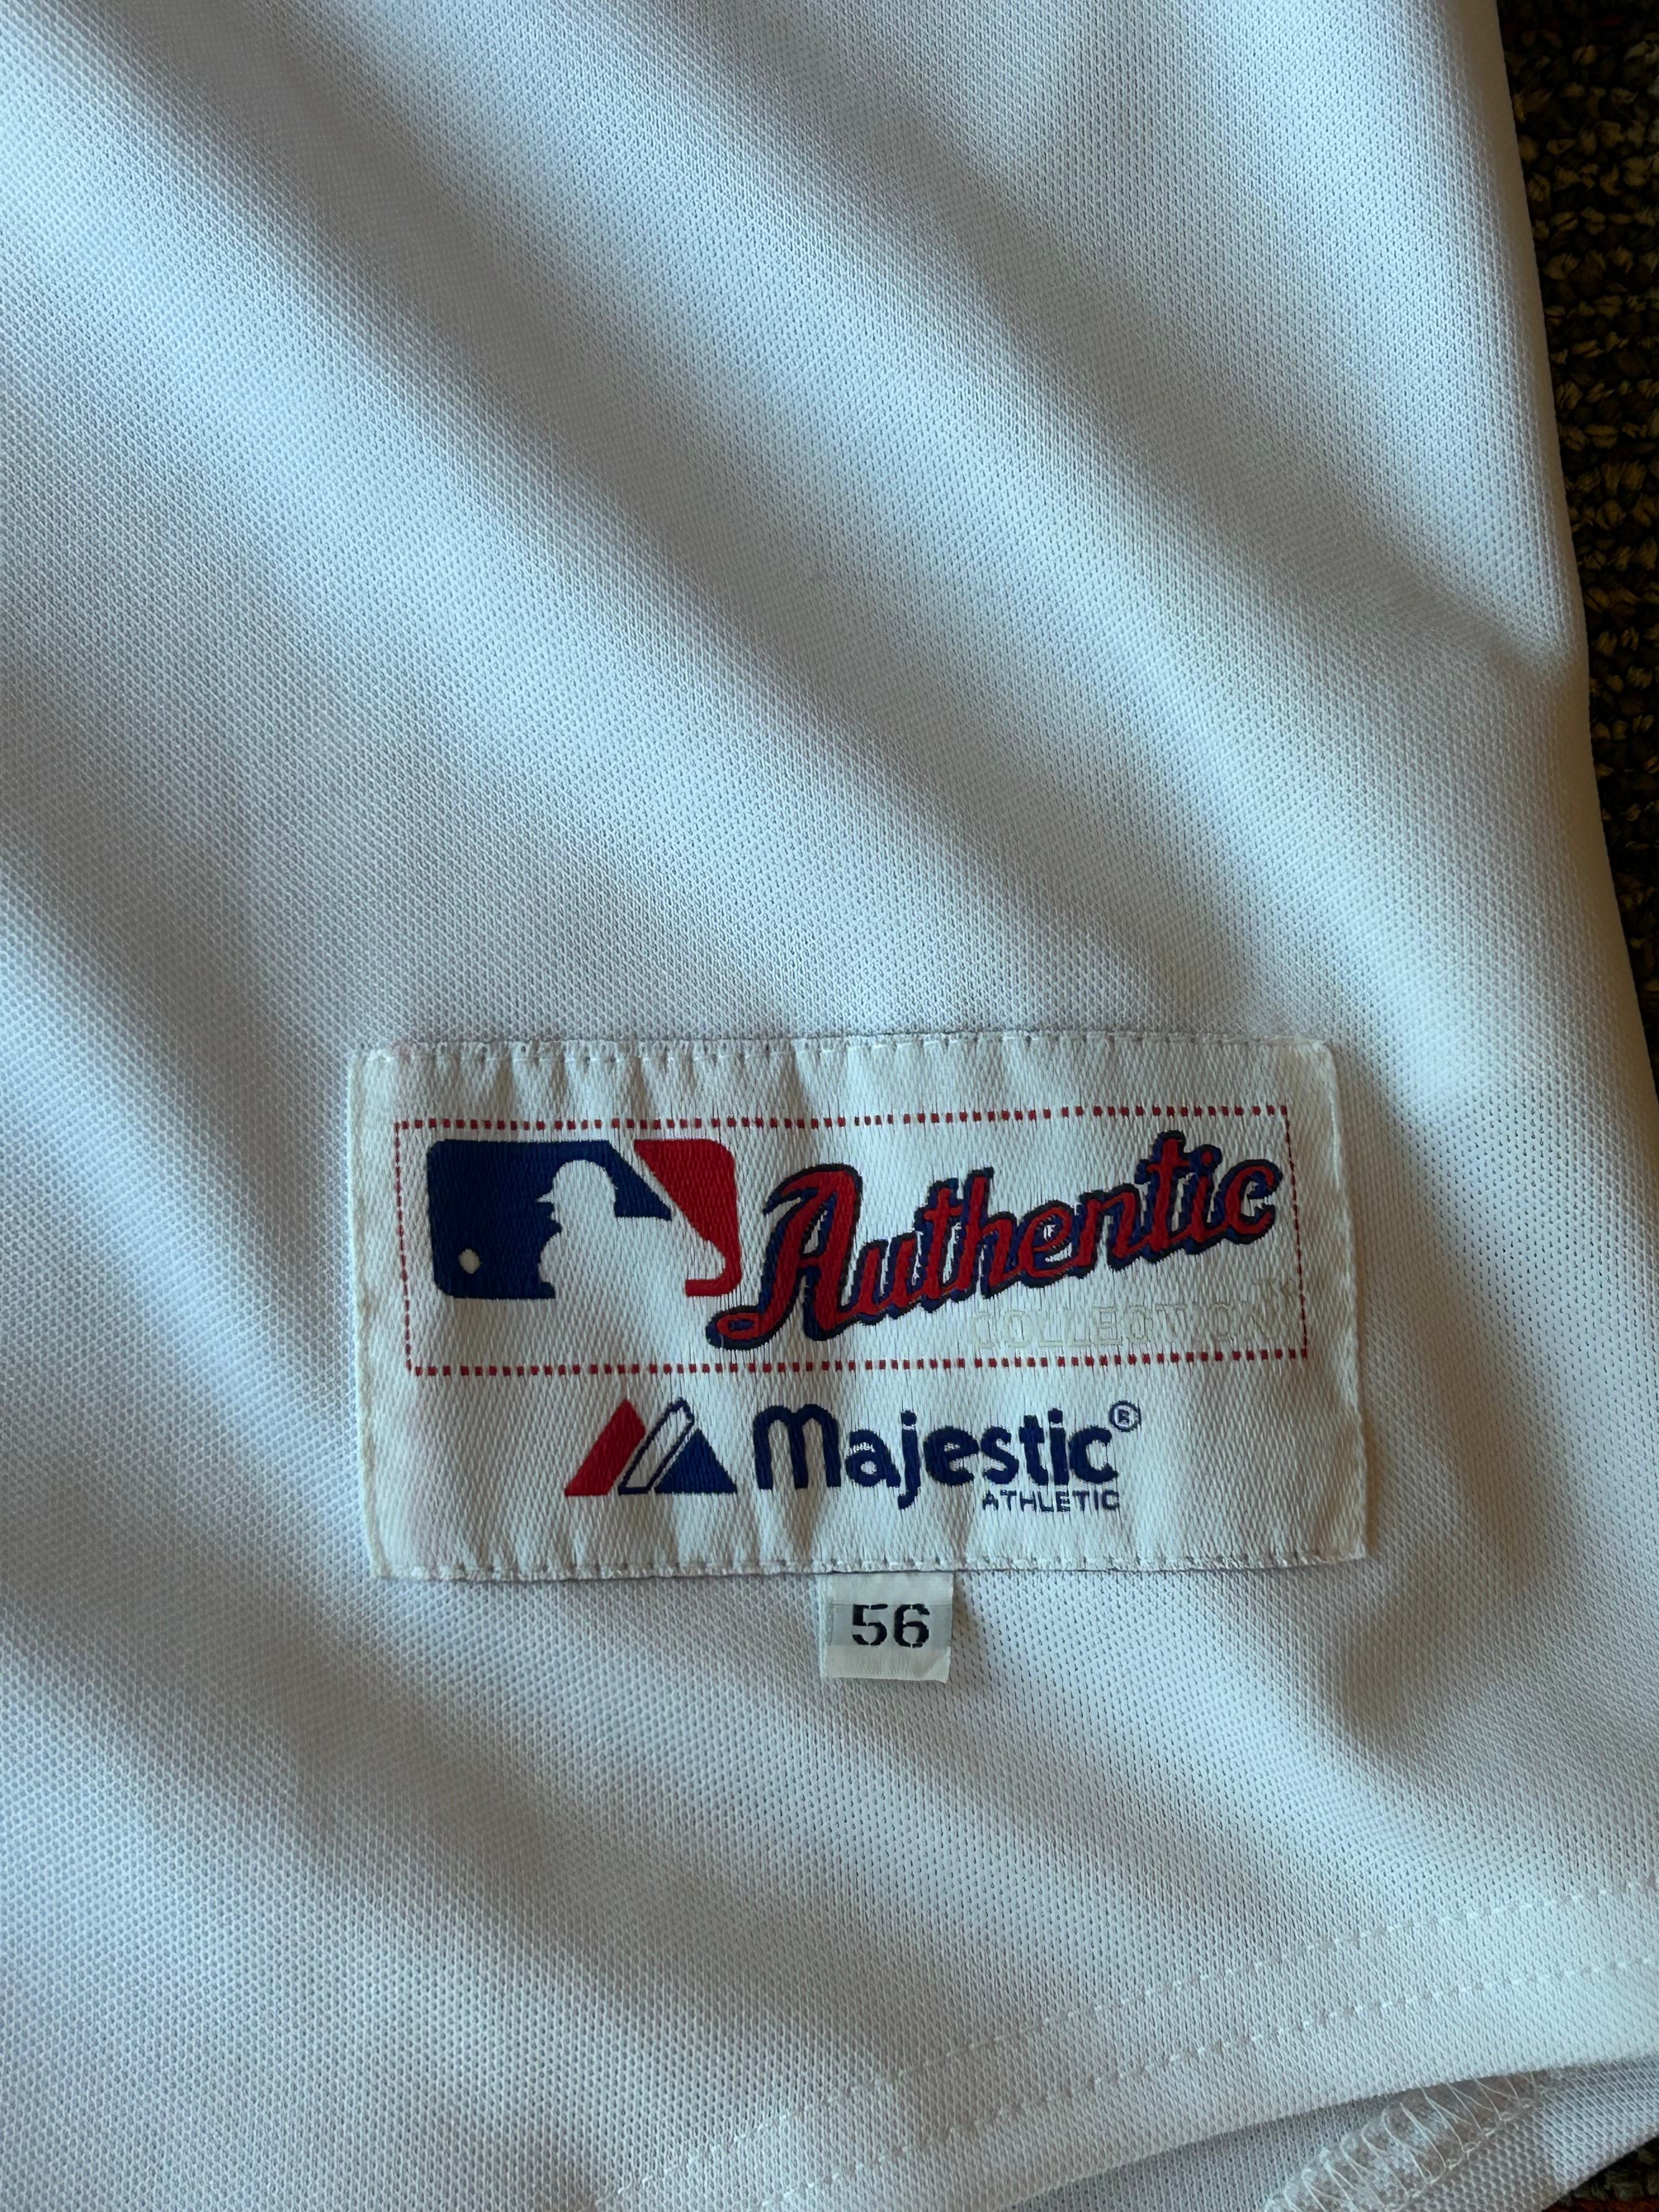 Authentic
COLLECTION
Majestic®
ATHLETIC
56